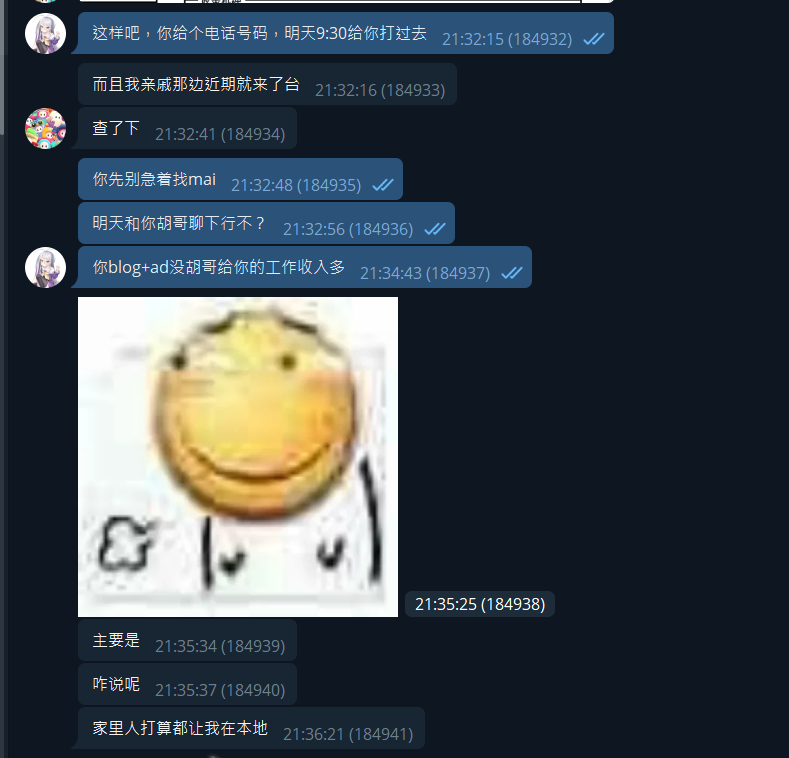 这样吧，你给个电话号码，明天9:30给你打过去 21:32:15 (184932)
而且我亲戚那边近期就来了台 21:32:16 (184933)
查了下 21:32:41 (184934)
你先别急着找mai 21:32:48 (184935)
明天和你胡哥聊下行不？ 21:32:56 (184936)
你blog+ad没胡哥给你的工作收入多 21:34:43 (184937)
21:35:25 (184938)
主要是 21:35:34 (184939)
咋说呢 21:35:37 (184940)
家里人打算都让我在本地 21:36:21 (184941)